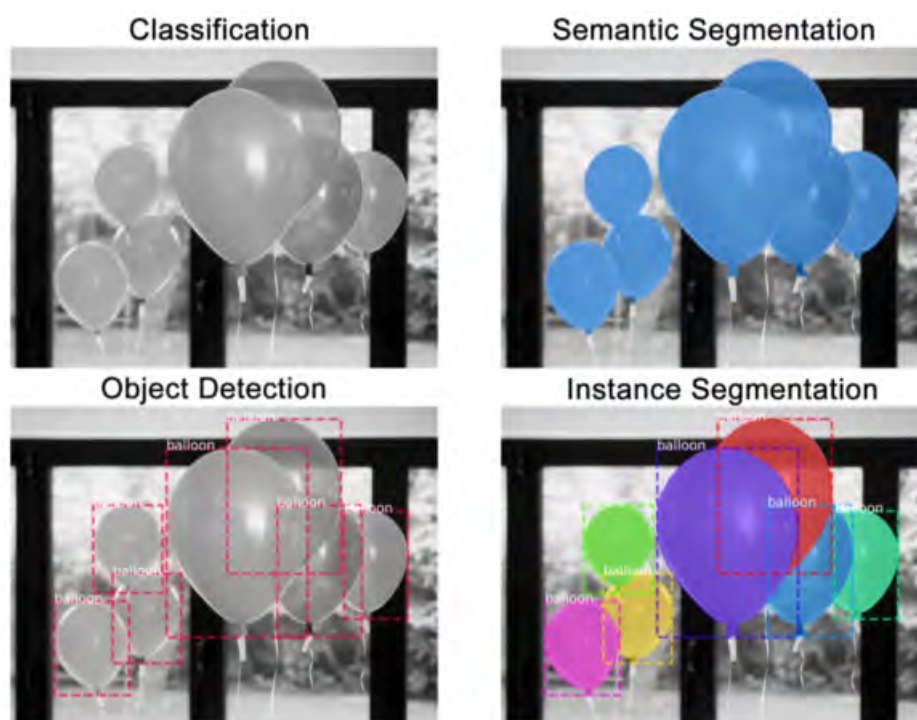 Classification
Semantic Segmentation
Object Detection
balloon
balloon
balloon
balloon
Instance Segmentation
balloon
balloon
balloon
balloon